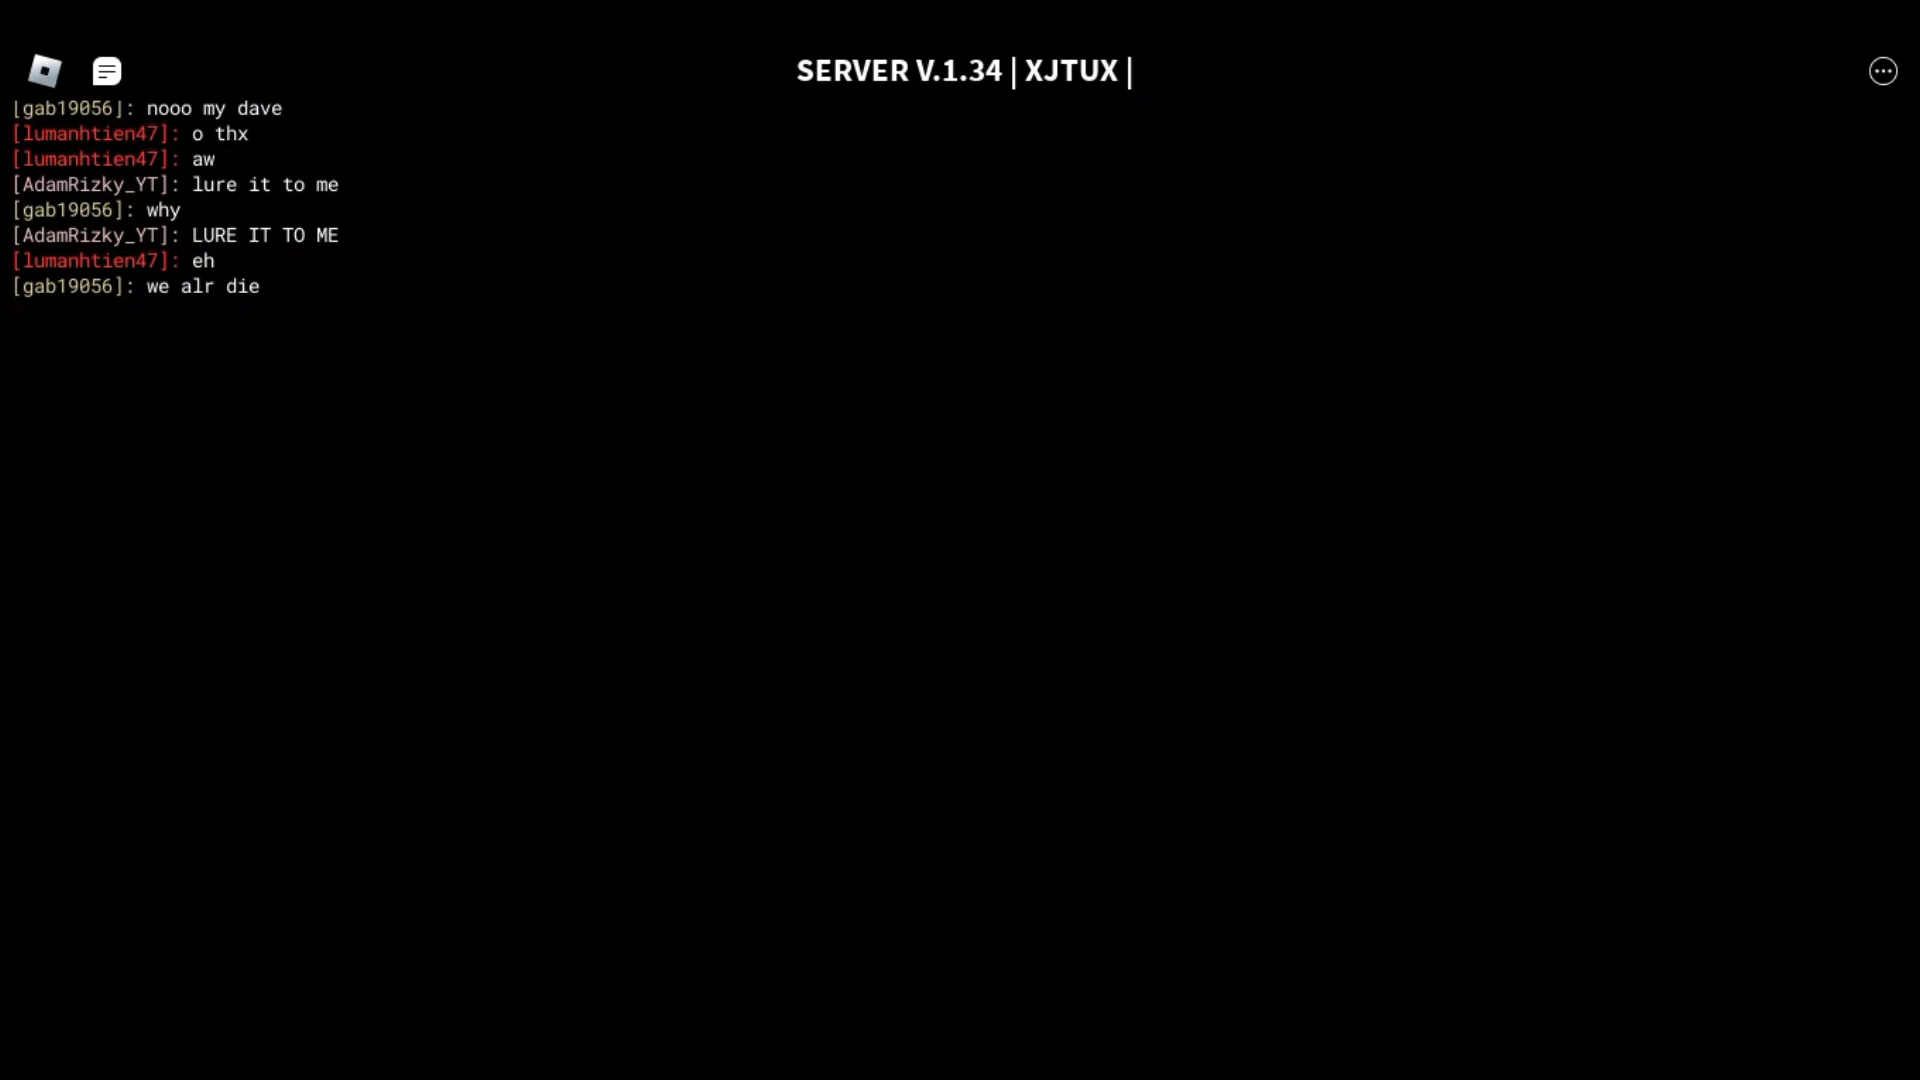 SERVER V.1.34 | XJTUX |
[gab19056]: nooo my dave
[lumanhtien47]: o thx
[lumanhtien47]: aw
[AdamRizky_YT]: lure it to me
[gab19056]: why
[AdamRizky_YT]: LURE IT TO ME
[lumanhtien47]: eh
[gab19056]: we alr die